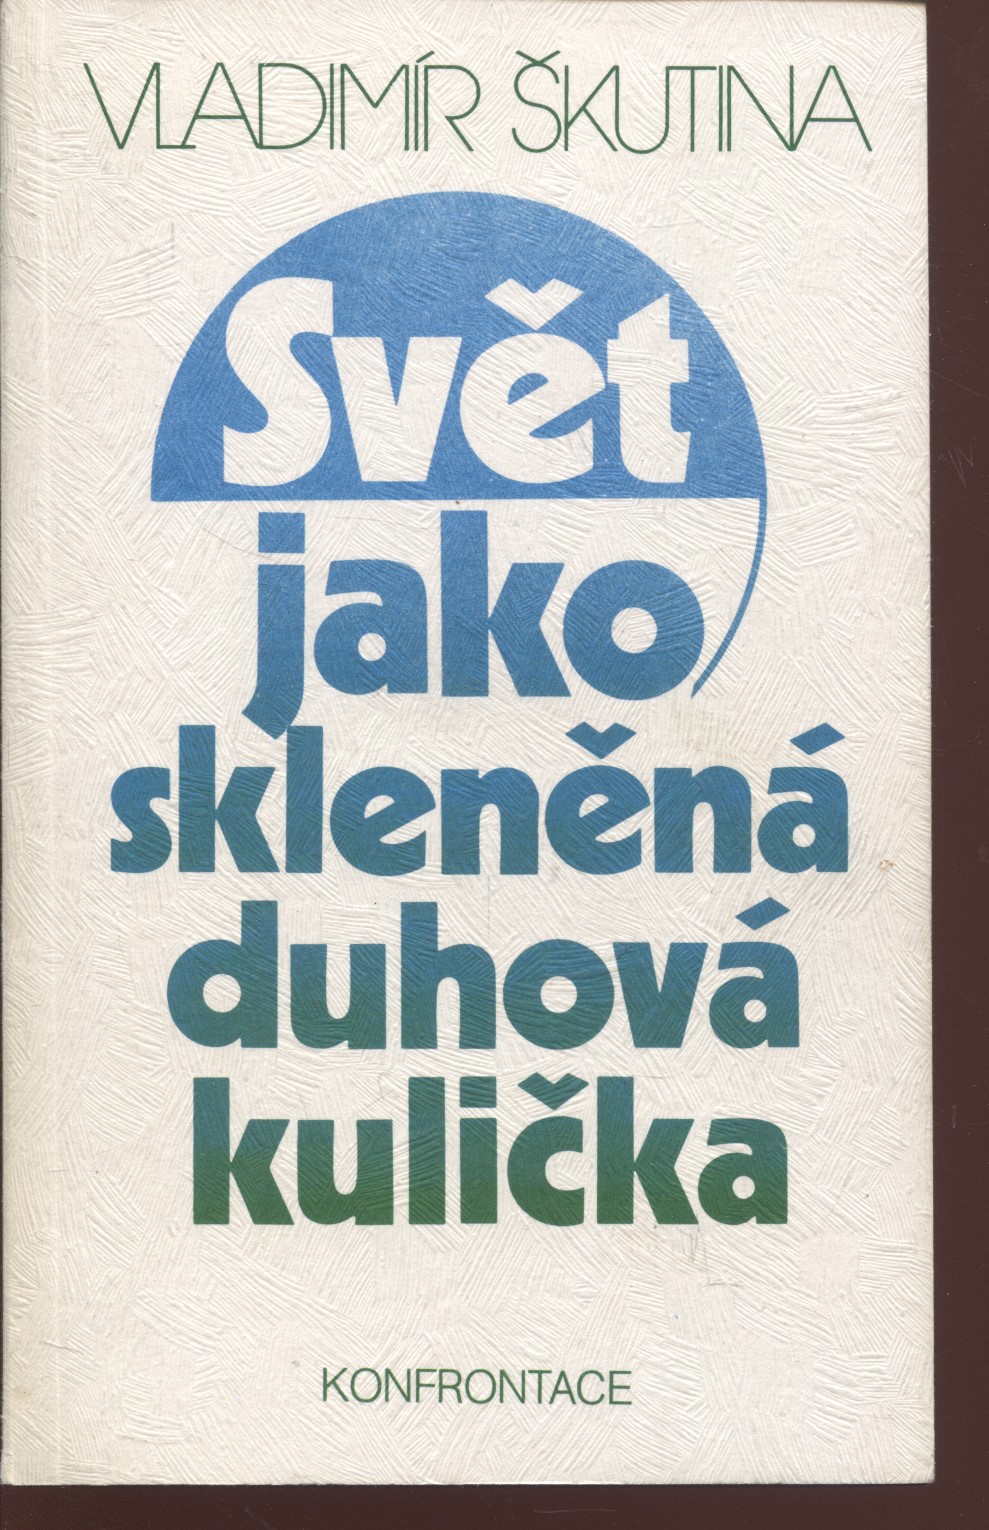 VLADIMÍR ŠKUTINA
Svět
jako
skleněná
duhová
kulička
KONFRONTACE